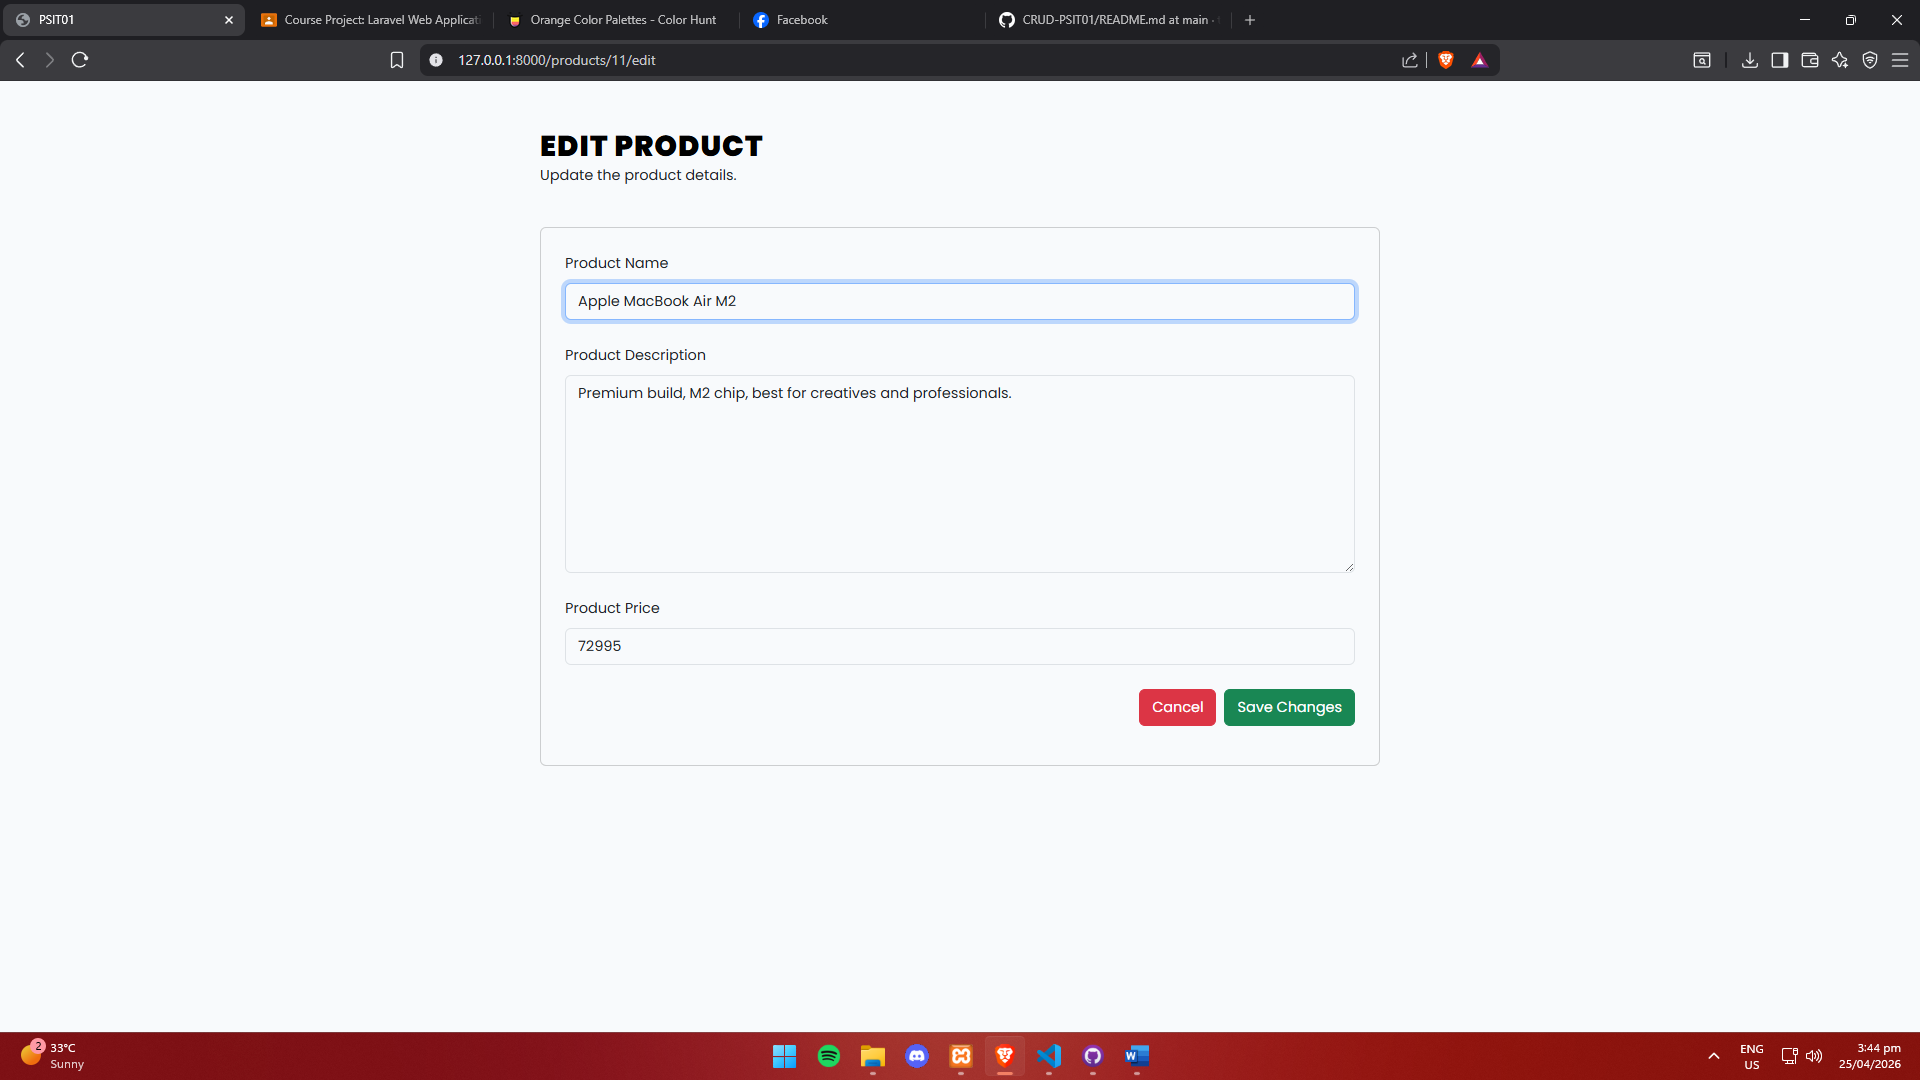 PSIT01
Course Project: Laravel Web Applicati
Orange Color Palettes - Color Hunt
Facebook
CRUD-PSIT01/README.md at main ·
127.0.0.1:8000/products/11/edit
EDIT PRODUCT
Update the product details.
Product Name
Apple MacBook Air M2
Product Description
Premium build, M2 chip, best for creatives and professionals.
Product Price
72995
Cancel
Save Changes
2
33°C
Sunny
ENG
US
3:44 pm
25/04/2026